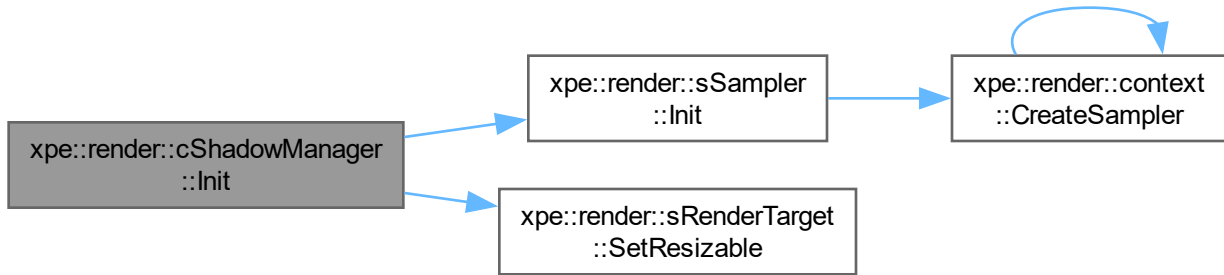 xpe::render::cShadowManager
::Init
xpe::render::sSampler
::Init
xpe::render::context
::CreateSampler
xpe::render::sRenderTarget
::SetResizable